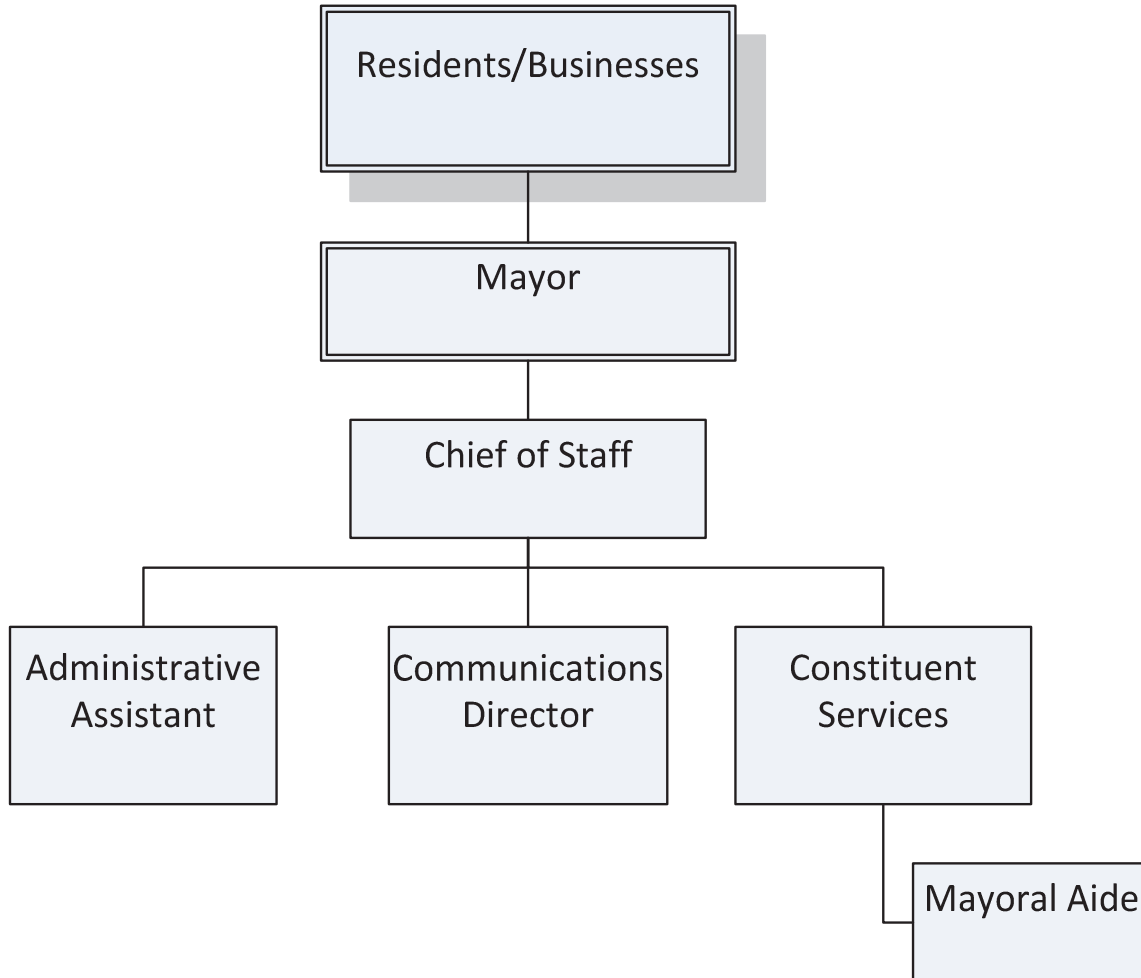 Residents/Businesses
Mayor
Chief of Staff
Administrative
Assistant
Communications
Director
Constituent
Services
Mayoral Aide